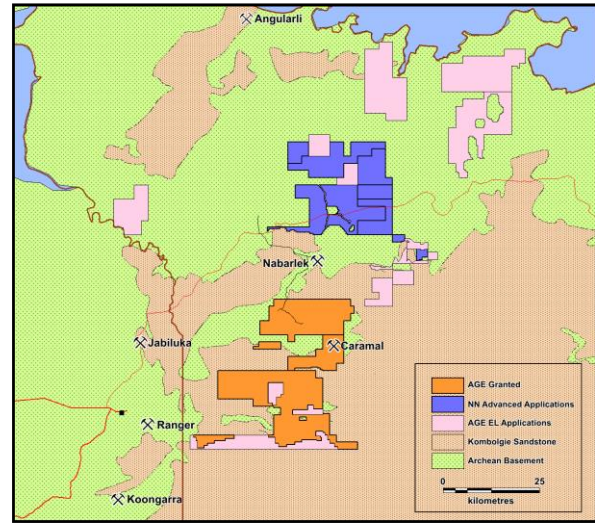 Angularli
Nabarlek
Jabiluka
Caramal
Ranger
Koongarra
AGE Granted
NN Advanced Applications
AGE EL Applications
Kombolgie Sandstone
Archean Basement
0 25
kilometres